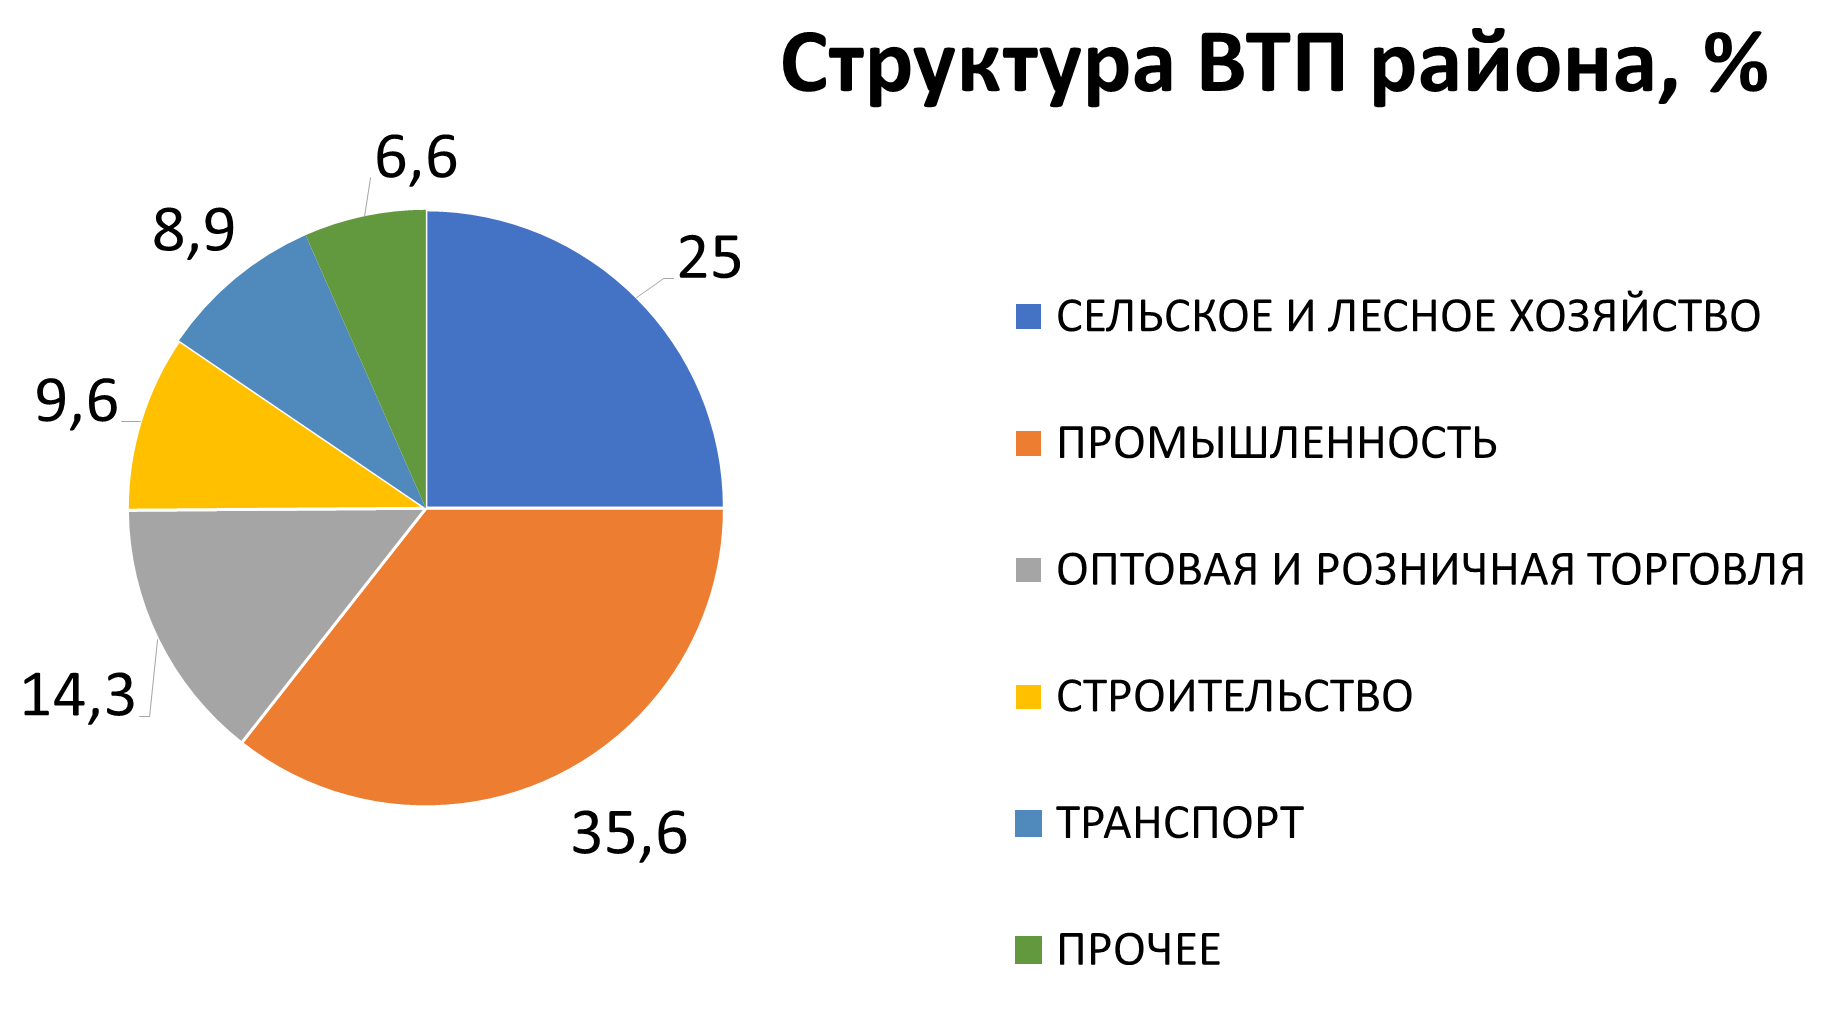 Структура ВТП района, %
6,6
8,9
25
9,6
14,3
35,6
СЕЛЬСКОЕ И ЛЕСНОЕ ХОЗЯЙСТВО
ПРОМЫШЛЕННОСТЬ
ОПТОВАЯ И РОЗНИЧНАЯ ТОРГОВЛЯ
СТРОИТЕЛЬСТВО
ТРАНСПОРТ
ПРОЧЕЕ